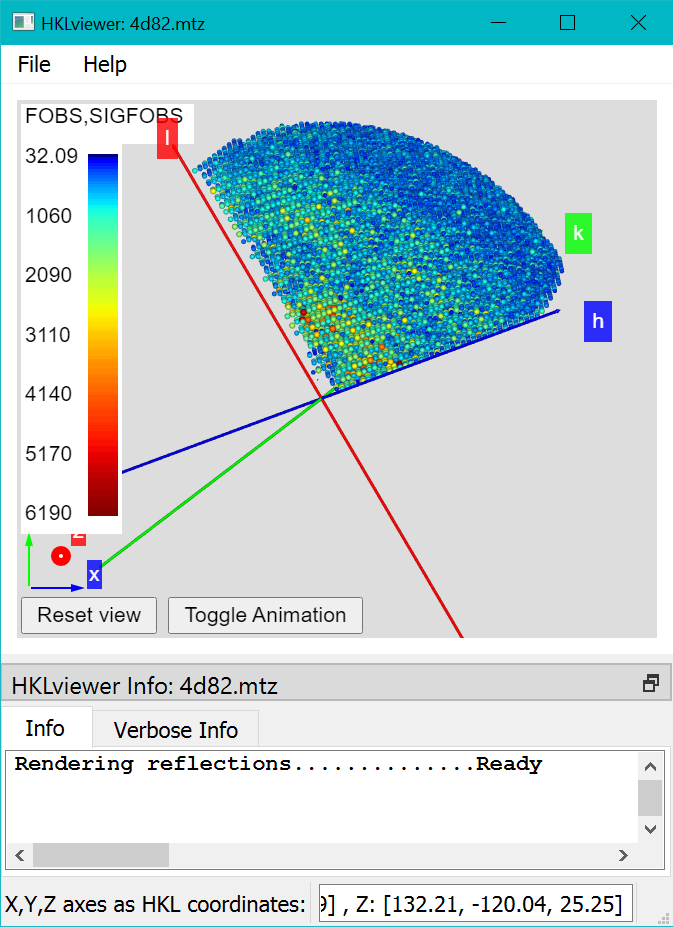 HKLviewer: 4d82.mtz
File Help
FOBS,SIGFOBS
l
32.09
1060
2090
3110
4140
5170
6190
k
h
z
x
Reset view Toggle Animation
HKLviewer Info: 4d82.mtz
Info Verbose Info
Rendering reflections..............Ready
X,Y,Z axes as HKL coordinates: 9] , Z: [132.21, -120.04, 25.25]